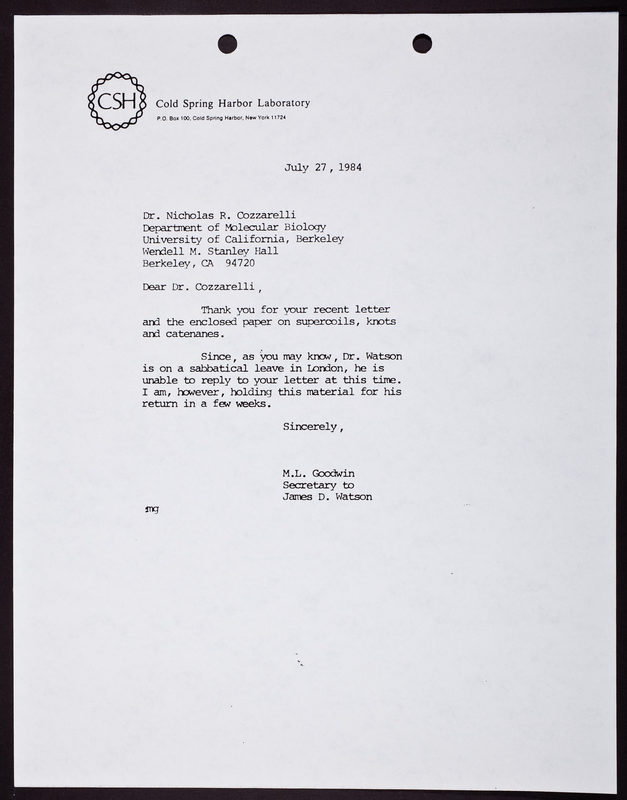 CSH
Cold Spring Harbor Laboratory
P.O. Box 100, Cold Spring Harbor, New York 11724
July 27, 1984
Dr. Nicholas R. Cozzarelli
Department of Molecular Biology
University of California, Berkeley
Wendell M. Stanley Hall
Berkeley, CA 94720
Dear Dr. Cozzarelli,
Thank you for your recent letter
and the enclosed paper on supercoils, knots
and catenanes.
Since, as you may know, Dr. Watson
is on a sabbatical leave in London, he is
unable to reply to your letter at this time.
I am, however, holding this material for his
return in a few weeks.
Sincerely,
M.L. Goodwin
Secretary to
James D. Watson
mg